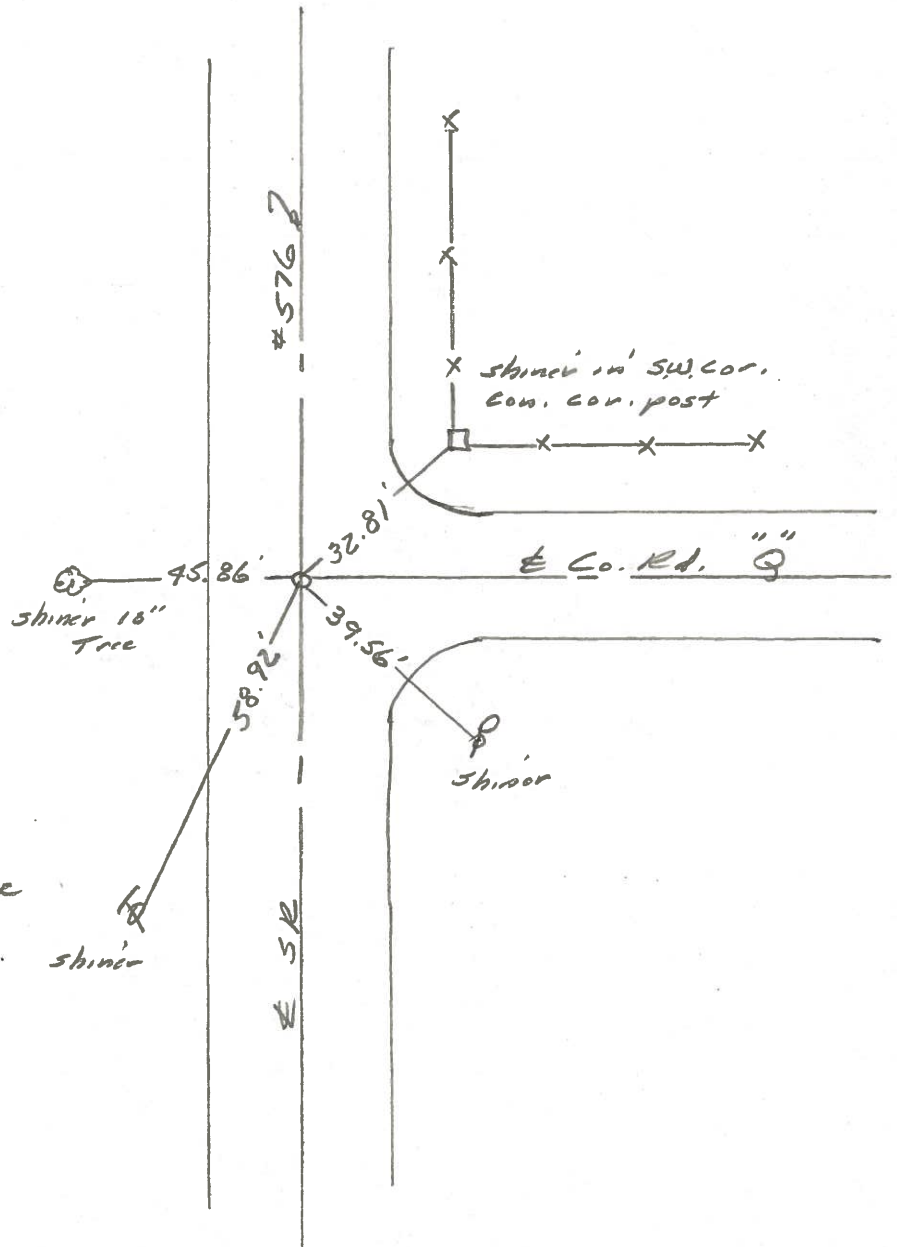 #576
shiner in S.W. cor.
con. cor. post
32.81'
45.86'
℄ Co. Rd. "Q"
shiner 18"
Tree
39.56'
58.92'
shiner
shiner
℄ SR